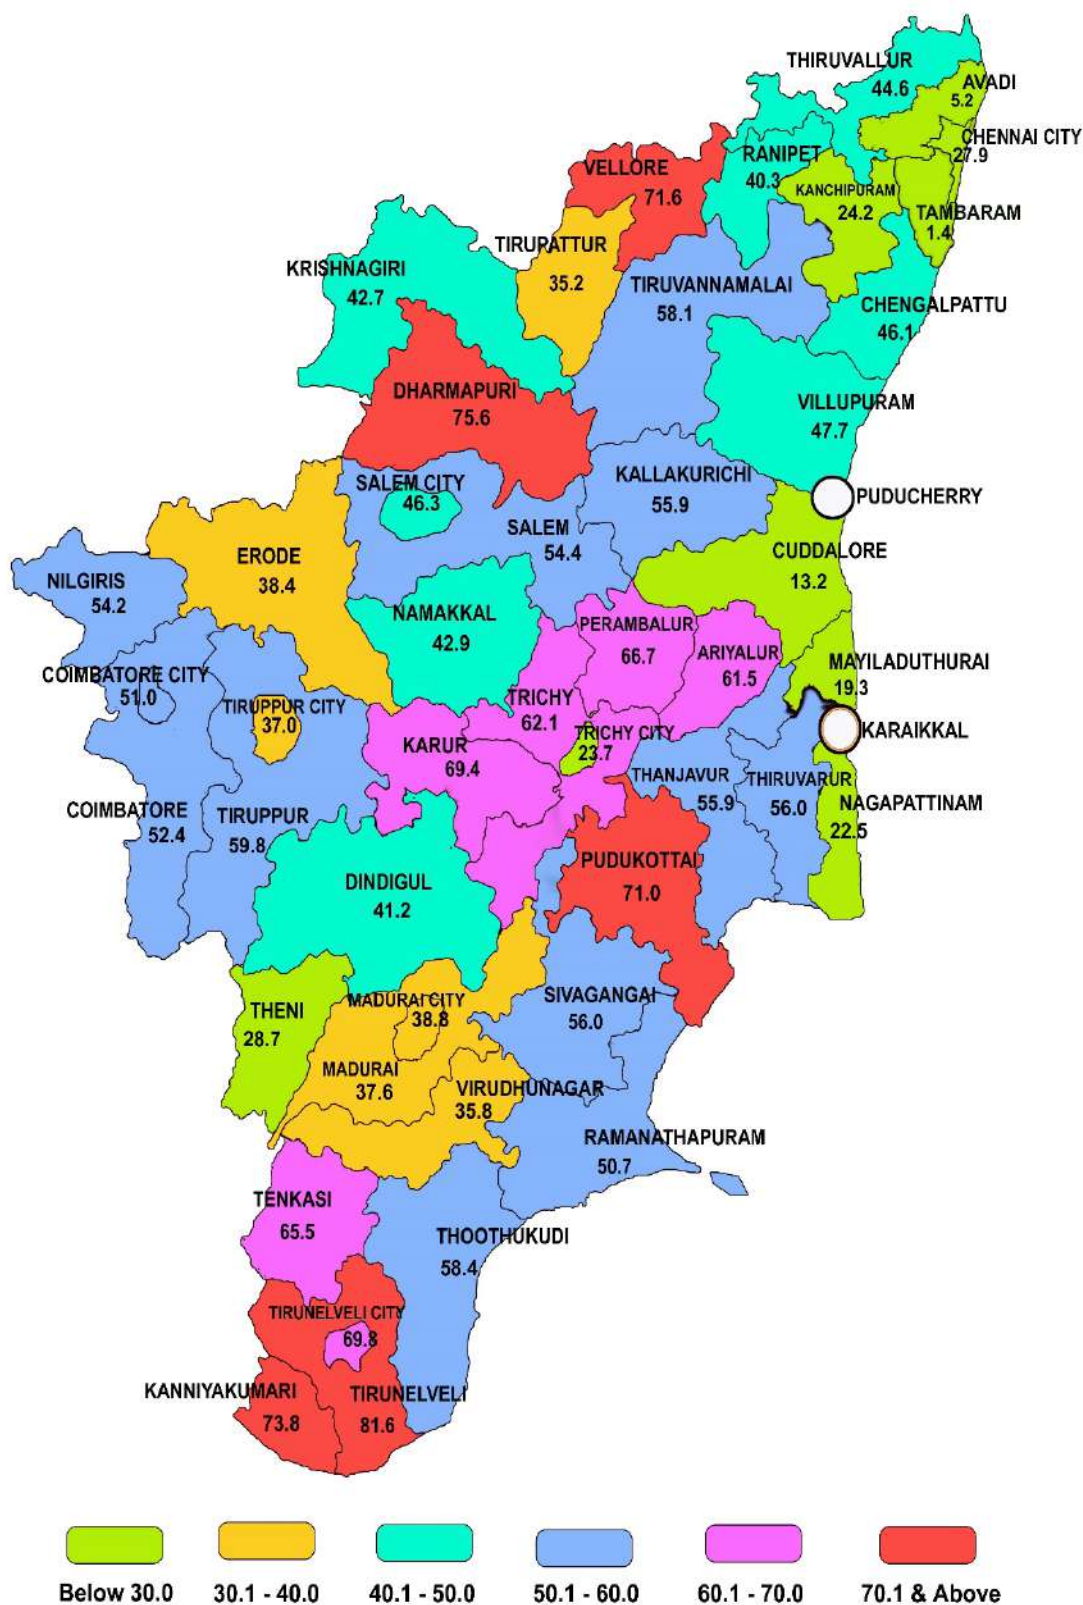 THIRUVALLUR
44.6
AVADI
5.2
CHENNAI CITY
27.9
RANIPET
40.3
VELLORE
71.6
KANCHIPURAM
24.2
TAMBARAM
1.4
TIRUPATTUR
35.2
KRISHNAGIRI
42.7
TIRUVANNAMALAI
58.1
CHENGALPATTU
46.1
DHARMAPURI
75.6
VILLUPURAM
47.7
SALEM CITY
46.3
KALLAKURICHI
55.9
PUDUCHERRY
SALEM
54.4
CUDDALORE
13.2
ERODE
38.4
NILGIRIS
54.2
NAMAKKAL
42.9
PERAMBALUR
66.7
ARIYALUR
61.5
MAYILADUTHURAI
19.3
COIMBATORE CITY
51.0
TIRUPPUR CITY
37.0
TRICHY
62.1
TRICHY CITY
23.7
KARAIKKAL
KARUR
69.4
THANJAVUR
55.9
THIRUVARUR
56.0
NAGAPATTINAM
22.5
COIMBATORE
52.4
TIRUPPUR
59.8
PUDUKOTTAI
71.0
DINDIGUL
41.2
THENI
28.7
MADURAI CITY
38.8
SIVAGANGAI
56.0
MADURAI
37.6
VIRUDHUNAGAR
35.8
RAMANATHAPURAM
50.7
TENKASI
65.5
THOOTHUKUDI
58.4
TIRUNELVELI CITY
69.8
KANNIYAKUMARI
73.8
TIRUNELVELI
81.6
Below 30.0
30.1 - 40.0
40.1 - 50.0
50.1 - 60.0
60.1 - 70.0
70.1 & Above